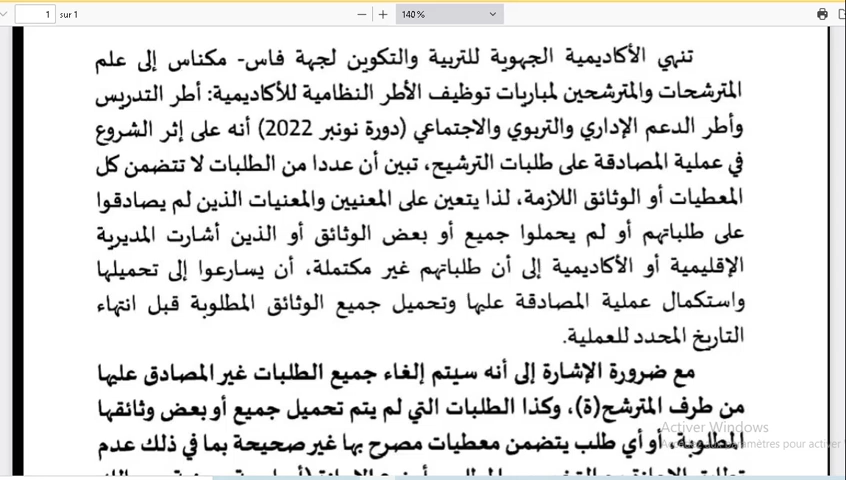 1 sur 1
140 %
تنهي الأكاديمية الجهوية للتربية والتكوين لجهة فاس- مكناس إلى علم
المترشحات والمترشحين لمباريات توظيف الأطر النظامية للأكاديمية: أطر التدريس
وأطر الدعم الإداري والتربوي والاجتماعي (دورة نونبر 2022) أنه على إثر الشروع
في عملية المصادقة على طلبات الترشيح، تبين أن عددا من الطلبات لا تتضمن كل
المعطيات أو الوثائق اللازمة، لذا يتعين على المعنيين والمعنيات الذين لم يصادقوا
على طلباتهم أو لم يحملوا جميع أو بعض الوثائق أو الذين أشارت المديرية
الإقليمية أو الأكاديمية إلى أن طلباتهم غير مكتملة، أن يسارعوا إلى تحميلها
واستكمال عملية المصادقة عليها وتحميل جميع الوثائق المطلوبة قبل انتهاء
التاريخ المحدد للعملية.
مع ضرورة الإشارة إلى أنه سيتم إلغاء جميع الطلبات غير المصادق عليها
من طرف المترشح(ة)، وكذا الطلبات التي لم يتم تحميل جميع أو بعض وثائقها
Activer Windows
المطلوبة، أو أي طلب يتضمن معطيات مصرح بها غير صحيحة بما في ذلك عدم
paramètres pour activer